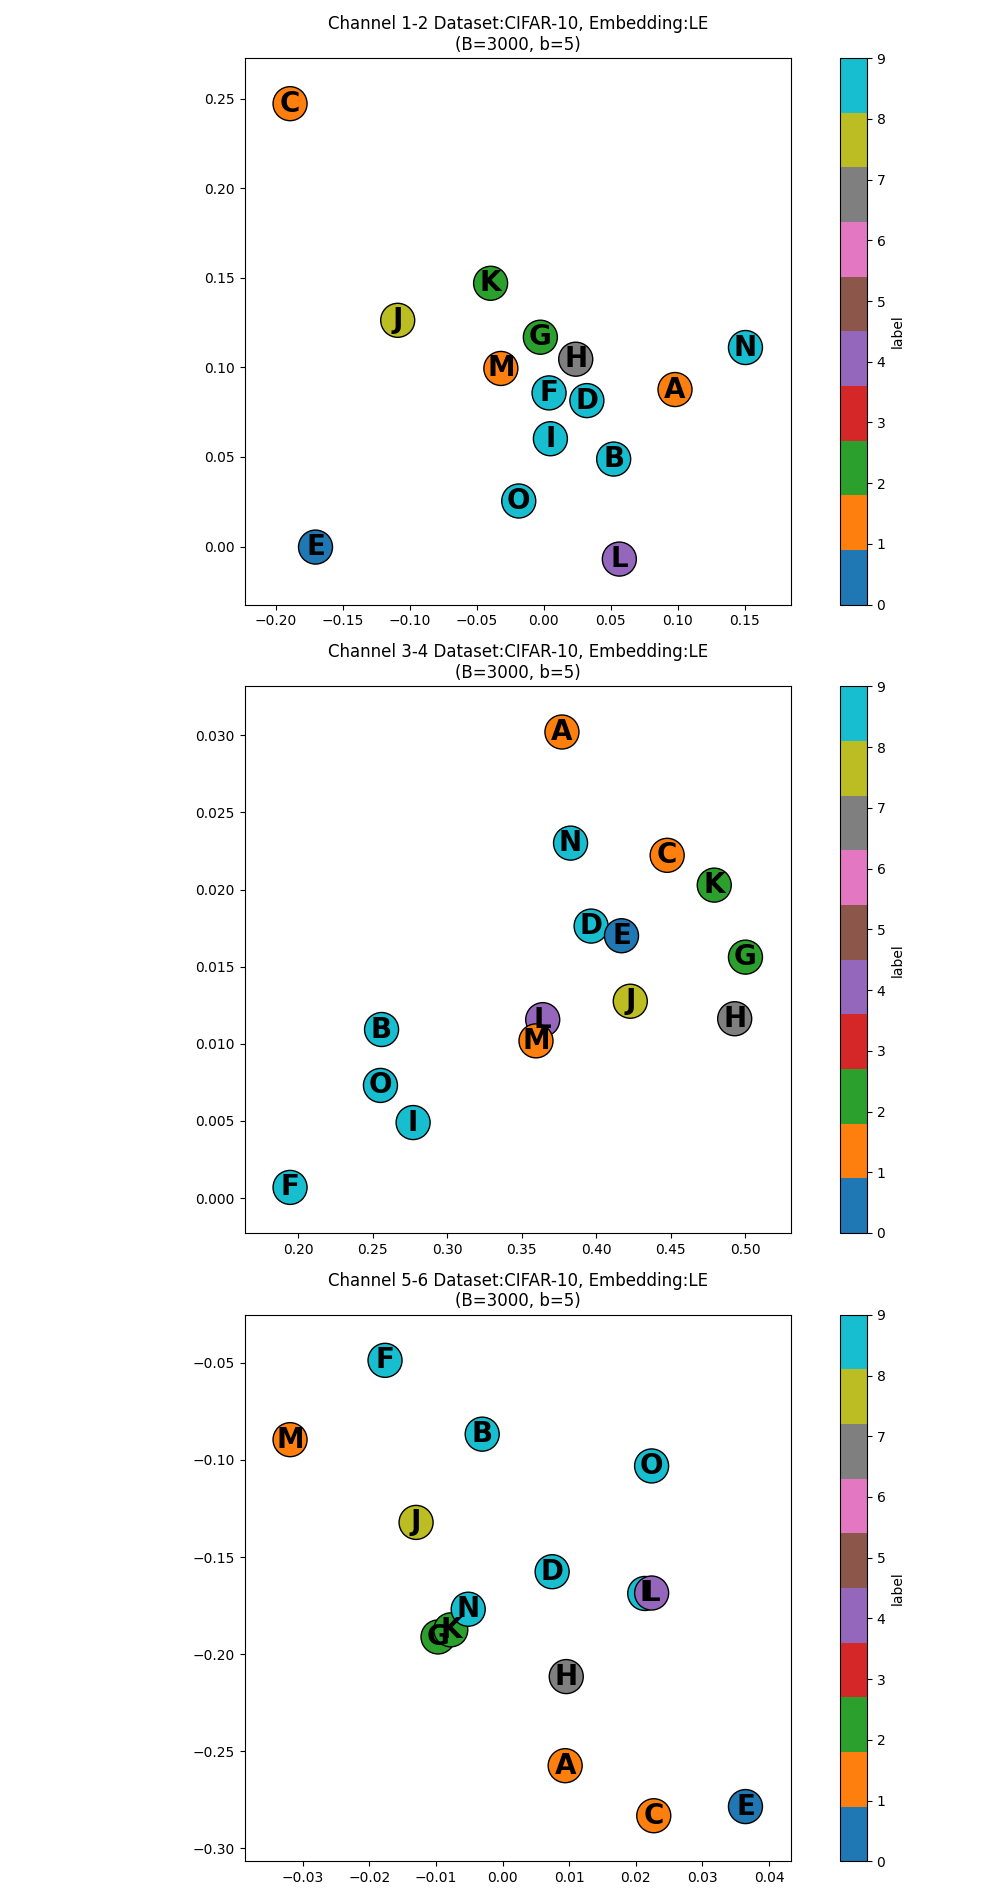 Channel 1-2 Dataset:CIFAR-10, Embedding:LE
(B=3000, b=5)
C
K
J
G
H
N
M
A
F
D
I
B
O
E
L
0.25
0.20
0.15
0.10
0.05
0.00
−0.20
−0.15
−0.10
−0.05
0.00
0.05
0.10
0.15
9
8
7
6
5
4
3
2
1
0
label
Channel 3-4 Dataset:CIFAR-10, Embedding:LE
(B=3000, b=5)
A
N
C
K
D
E
G
J
L
H
B
M
O
I
F
0.030
0.025
0.020
0.015
0.010
0.005
0.000
0.20
0.25
0.30
0.35
0.40
0.45
0.50
9
8
7
6
5
4
3
2
1
0
label
Channel 5-6 Dataset:CIFAR-10, Embedding:LE
(B=3000, b=5)
F
B
M
O
J
D
I
L
N
K
G
H
A
E
C
−0.05
−0.10
−0.15
−0.20
−0.25
−0.30
−0.03
−0.02
−0.01
0.00
0.01
0.02
0.03
0.04
9
8
7
6
5
4
3
2
1
0
label